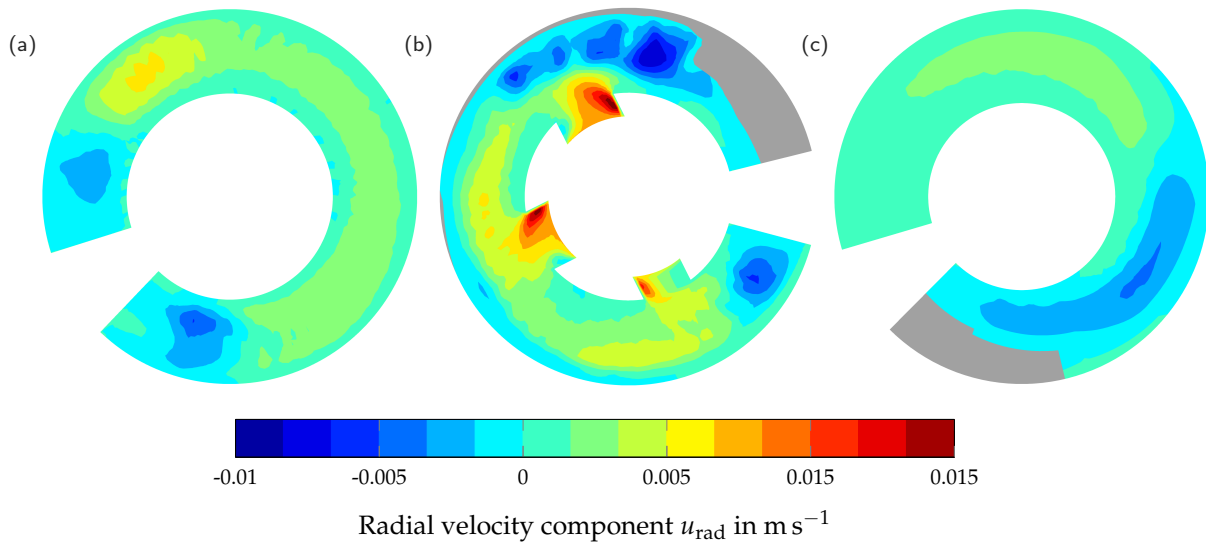 (a) (b) (c)
-0.01 -0.005 0 0.005 0.015 0.015
Radial velocity component u_rad in m s⁻¹